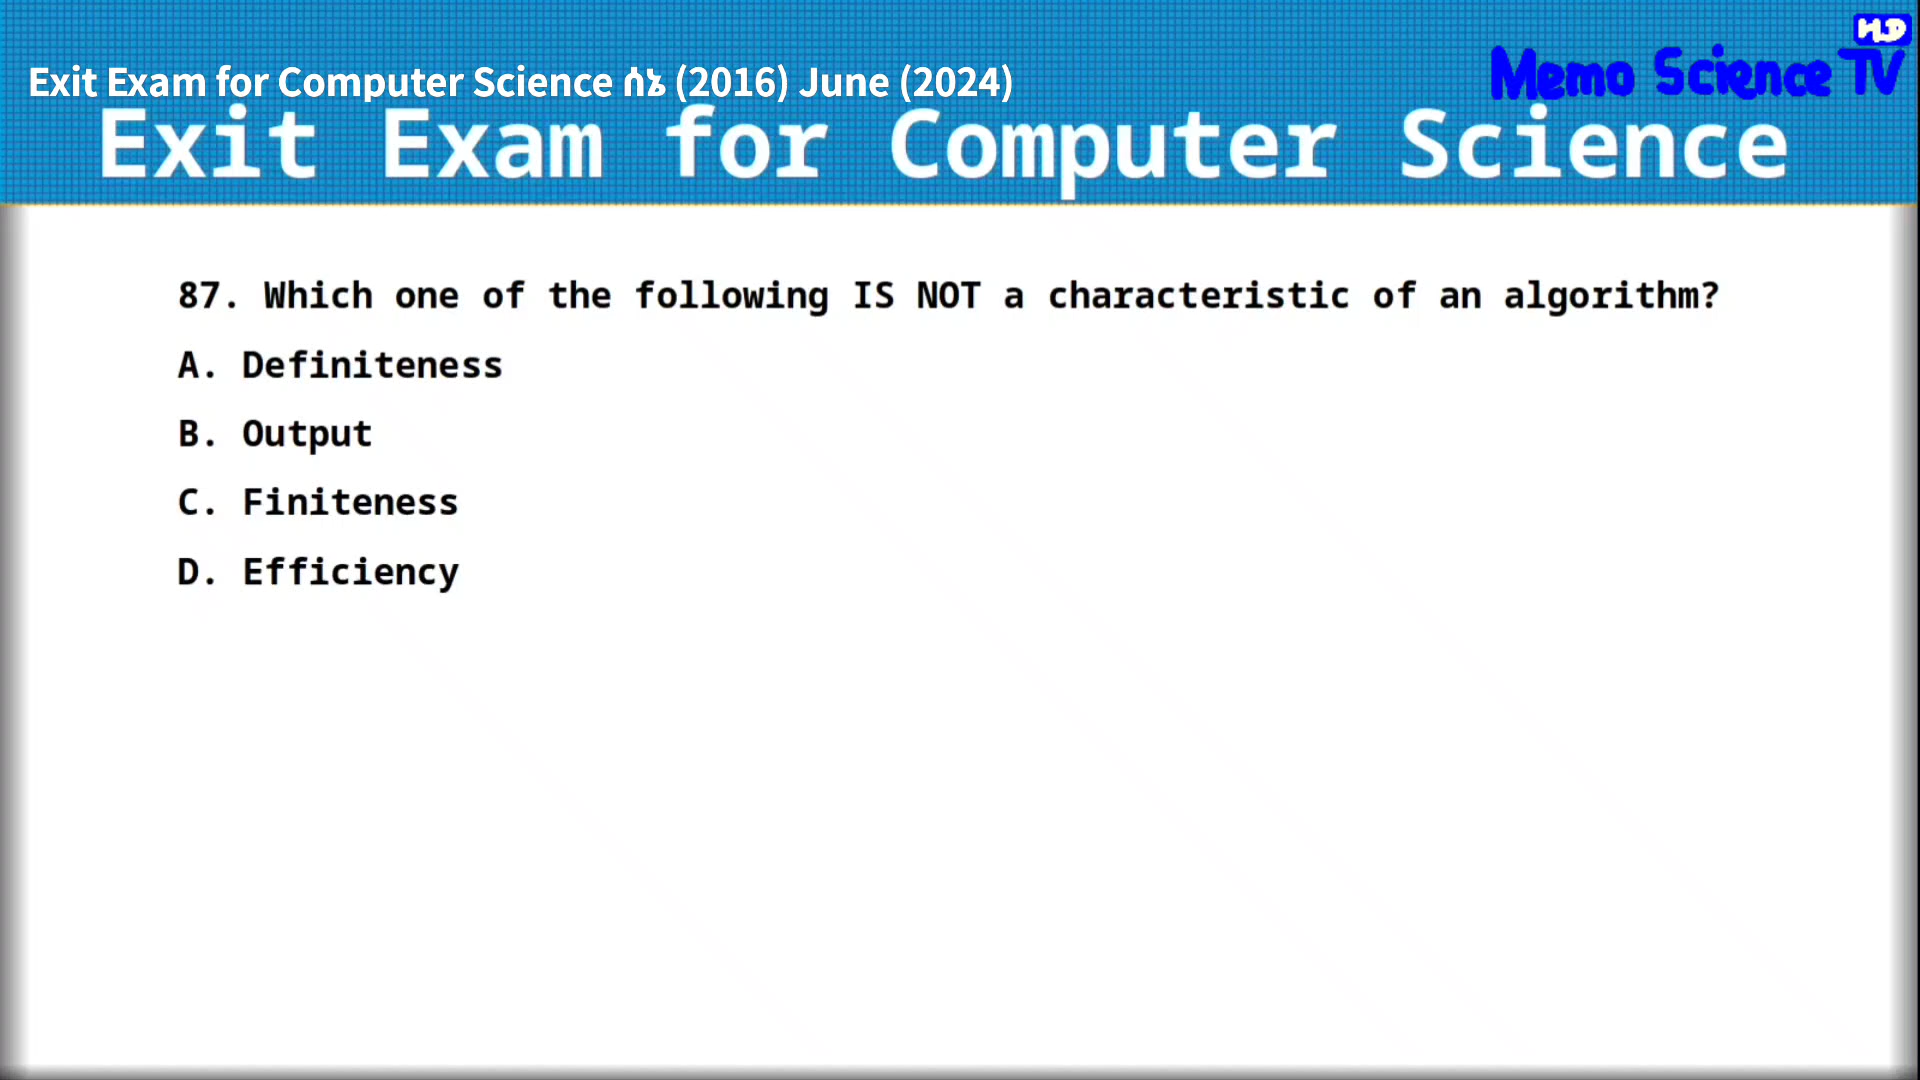 HD
Memo Science TV
Exit Exam for Computer Science ሰኔ (2016) June (2024)
Exit Exam for Computer Science
87. Which one of the following IS NOT a characteristic of an algorithm?
A. Definiteness
B. Output
C. Finiteness
D. Efficiency